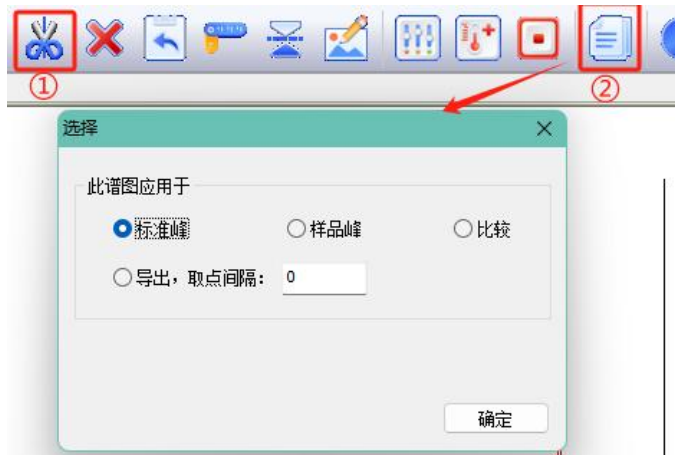 ① ②
选择
此谱图应用于
标准峰 样品峰 比较
导出，取点间隔： 0
确定